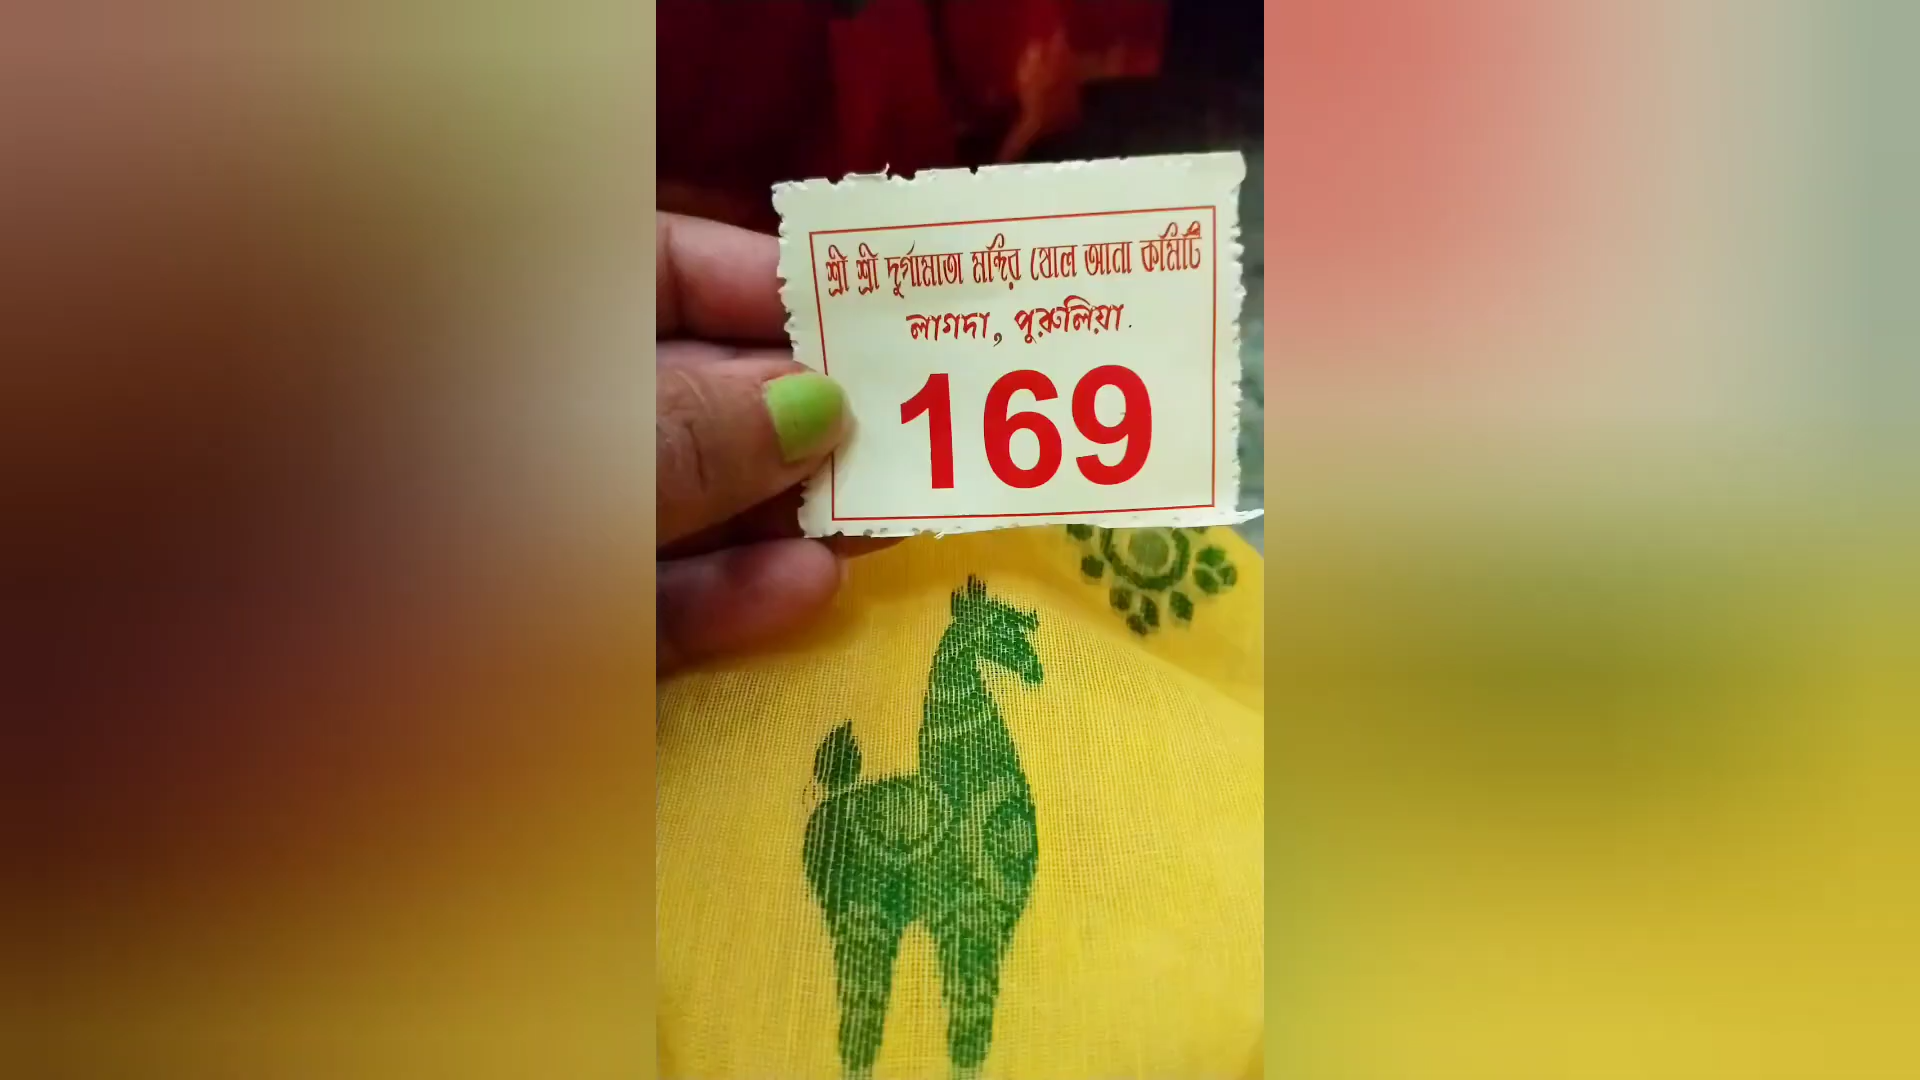 শ্রী শ্রী দুর্গামাতা মন্দির ষোল আনা কমিটি
লাগদা, পুরুলিয়া.
169